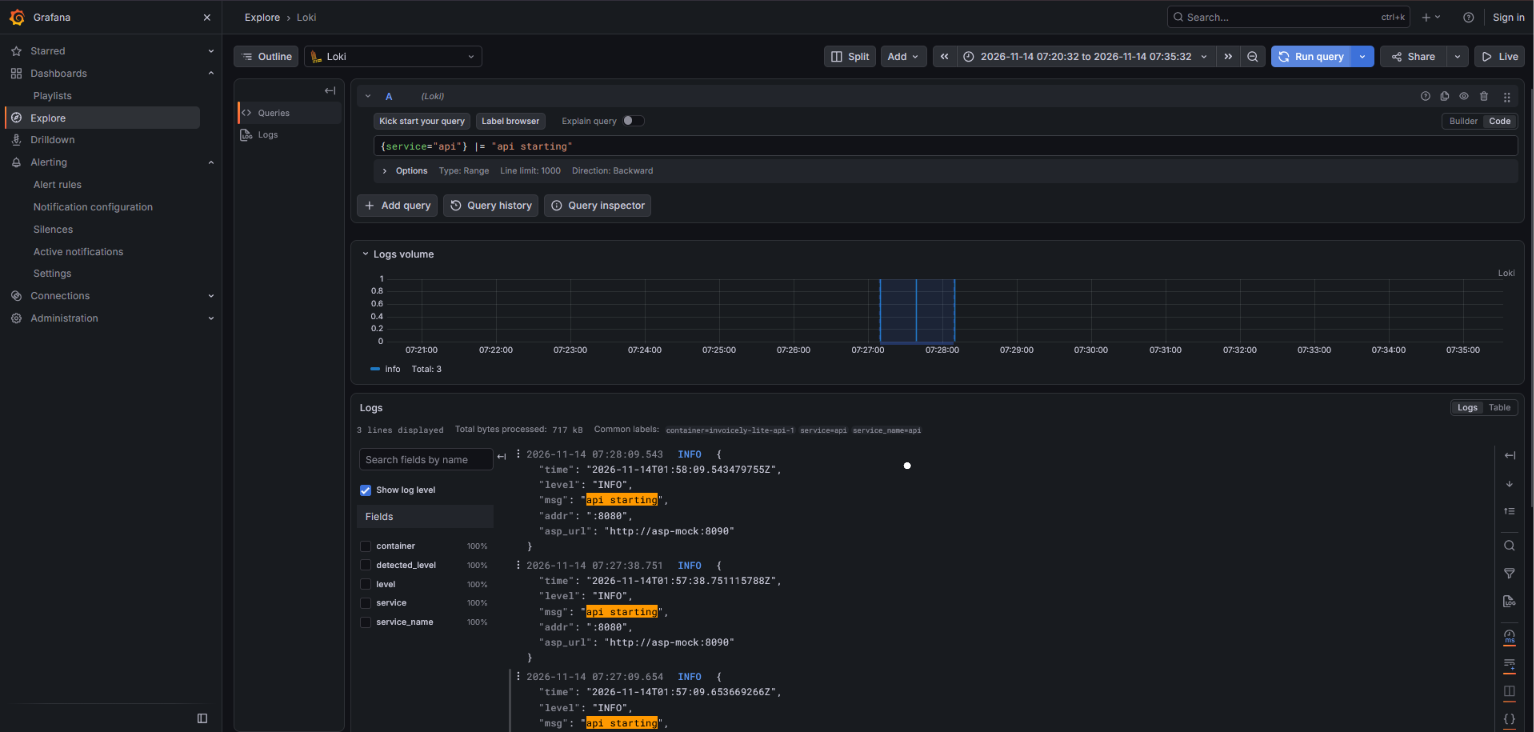 Grafana
Explore › Loki
Search... ctrl+k
Sign in
Starred
Dashboards
Playlists
Explore
Drilldown
Alerting
Alert rules
Notification configuration
Silences
Active notifications
Settings
Connections
Administration
Outline
Loki
Split
Add
2026-11-14 07:20:32 to 2026-11-14 07:35:32
Run query
Share
Live
Queries
Logs
A (Loki)
Kick start your query Label browser Explain query
Builder Code
{service="api"} |= "api starting"
Options Type: Range Line limit: 1000 Direction: Backward
+ Add query Query history Query inspector
Logs volume
Loki
1
0.8
0.6
0.4
0.2
0
07:21:00 07:22:00 07:23:00 07:24:00 07:25:00 07:26:00 07:27:00 07:28:00 07:29:00 07:30:00 07:31:00 07:32:00 07:33:00 07:34:00 07:35:00
info Total: 3
Logs
Logs Table
3 lines displayed Total bytes processed: 717 kB Common labels: container=invoicely-lite-api-1 service=api service_name=api
Search fields by name
Show log level
Fields
container 100%
detected_level 100%
level 100%
service 100%
service_name 100%
2026-11-14 07:28:09.543 INFO {
"time": "2026-11-14T01:58:09.543479755Z",
"level": "INFO",
"msg": "api starting",
"addr": ":8080",
"asp_url": "http://asp-mock:8090"
}
2026-11-14 07:27:38.751 INFO {
"time": "2026-11-14T01:57:38.751115788Z",
"level": "INFO",
"msg": "api starting",
"addr": ":8080",
"asp_url": "http://asp-mock:8090"
}
2026-11-14 07:27:09.654 INFO {
"time": "2026-11-14T01:57:09.653669266Z",
"level": "INFO",
"msg": "api starting",